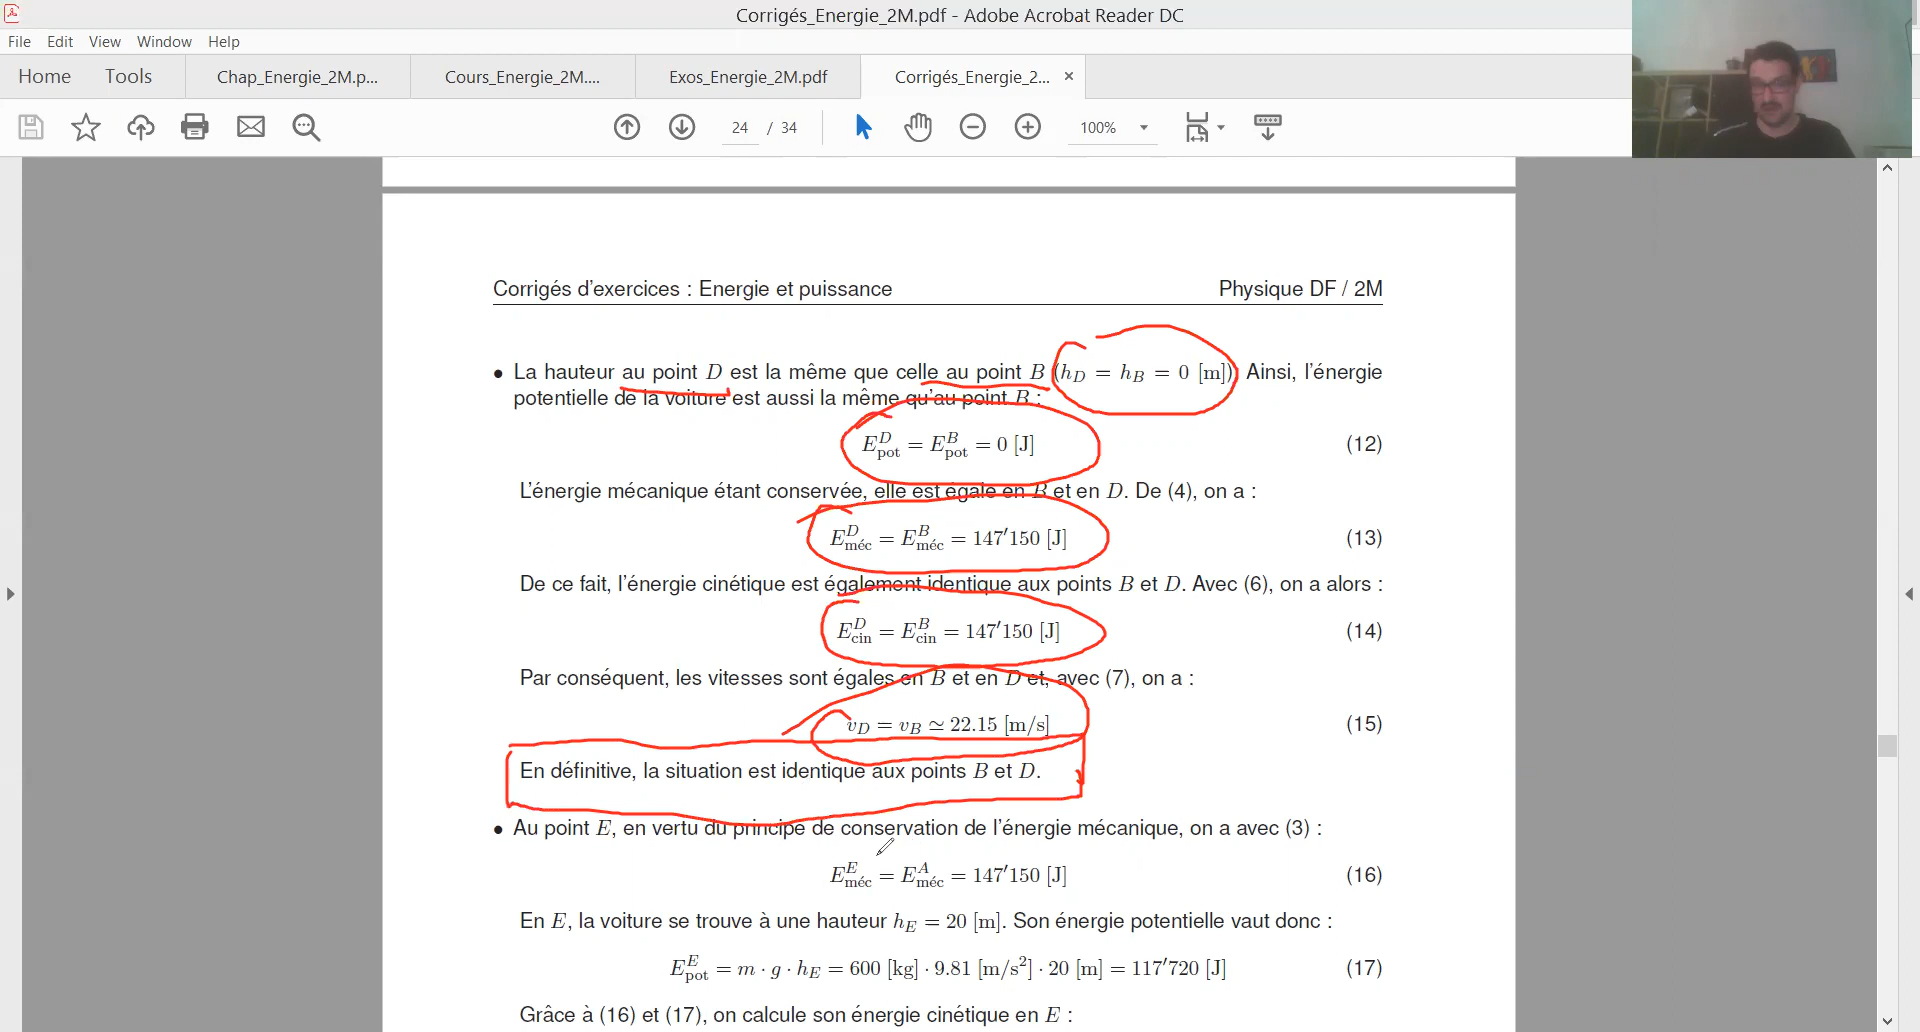 Corrigés_Energie_2M.pdf - Adobe Acrobat Reader DC
File Edit View Window Help
Home Tools Chap_Energie_2M.p... Cours_Energie_2M.... Exos_Energie_2M.pdf Corrigés_Energie_2... ×
24 / 34 100%
Corrigés d'exercices : Energie et puissance Physique DF / 2M
• La hauteur au point D est la même que celle au point B (h_D = h_B = 0 [m]) Ainsi, l'énergie
potentielle de la voiture est aussi la même qu'au point B :
E_pot^D = E_pot^B = 0 [J] (12)
L'énergie mécanique étant conservée, elle est égale en B et en D. De (4), on a :
E_méc^D = E_méc^B = 147'150 [J] (13)
De ce fait, l'énergie cinétique est également identique aux points B et D. Avec (6), on a alors :
E_cin^D = E_cin^B = 147'150 [J] (14)
Par conséquent, les vitesses sont égales en B et en D et, avec (7), on a :
v_D = v_B ≃ 22.15 [m/s] (15)
En définitive, la situation est identique aux points B et D.
• Au point E, en vertu du principe de conservation de l'énergie mécanique, on a avec (3) :
E_méc^E = E_méc^A = 147'150 [J] (16)
En E, la voiture se trouve à une hauteur h_E = 20 [m]. Son énergie potentielle vaut donc :
E_pot^E = m · g · h_E = 600 [kg] · 9.81 [m/s²] · 20 [m] = 117'720 [J] (17)
Grâce à (16) et (17), on calcule son énergie cinétique en E :